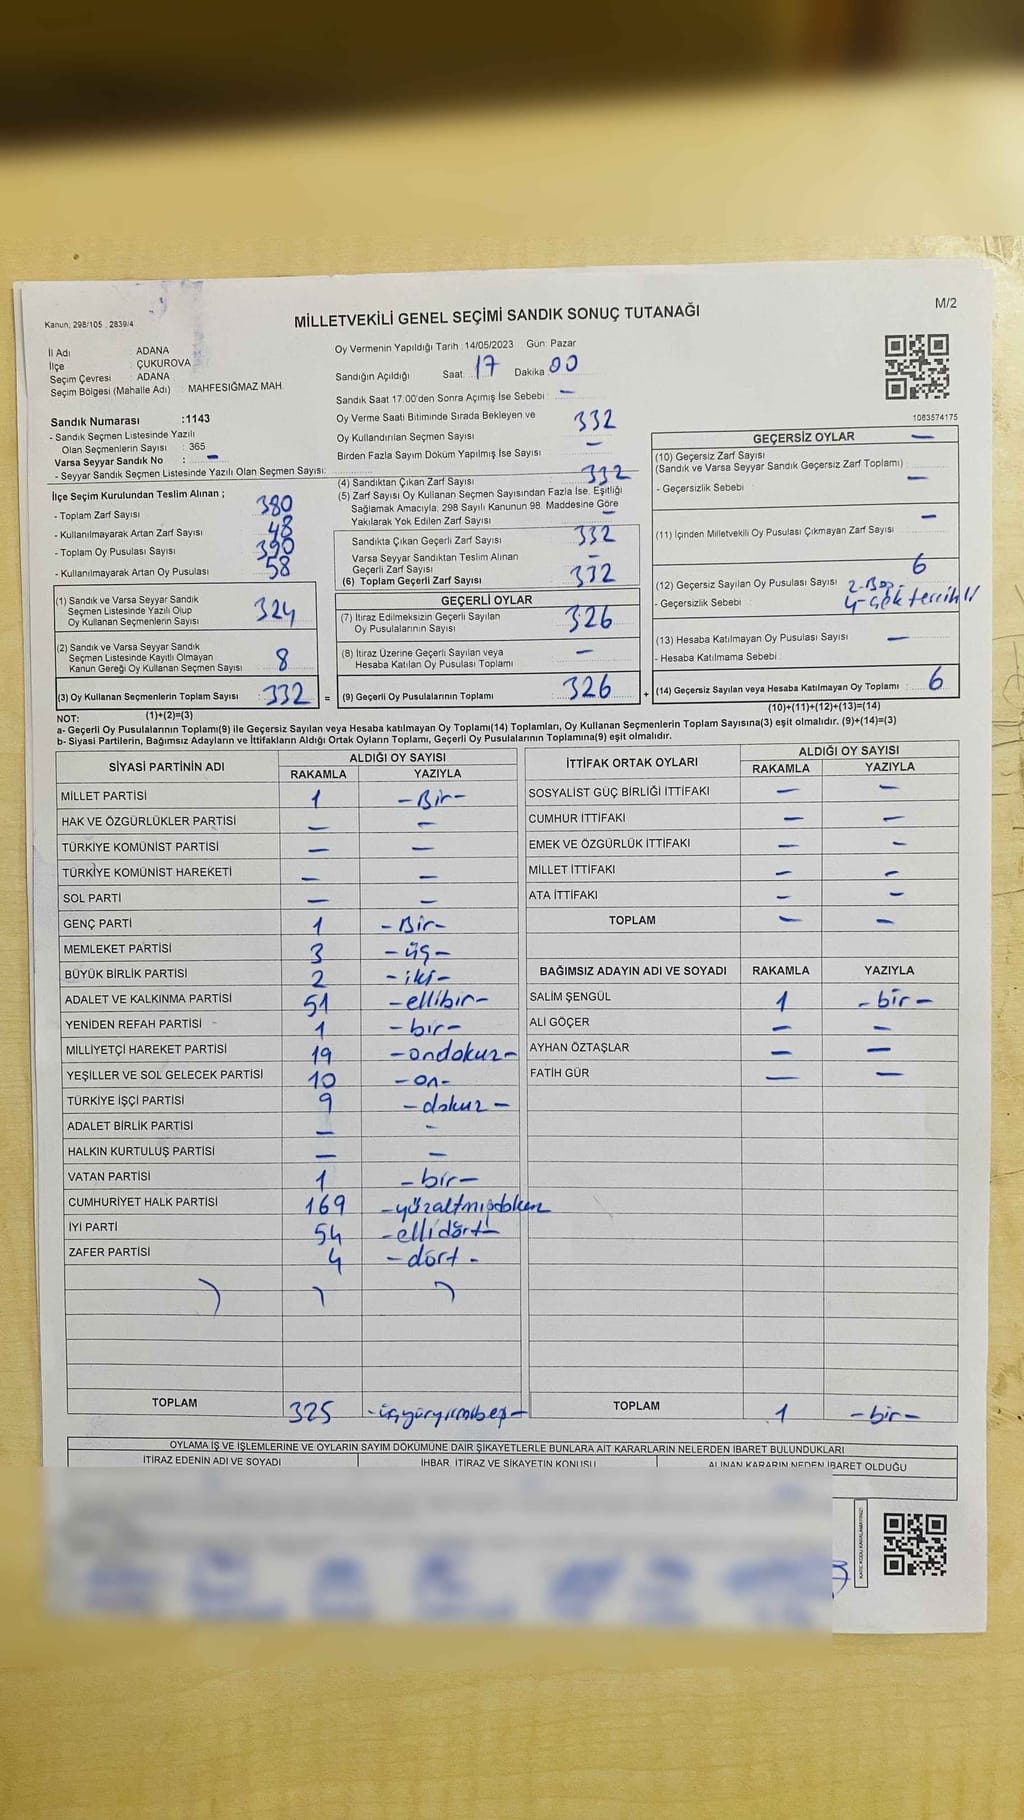 M/2
Kanun; 298/105 . 2839/4
MİLLETVEKİLİ GENEL SEÇİMİ SANDIK SONUÇ TUTANAĞI
İl Adı : ADANA
İlçe : ÇUKUROVA
Seçim Çevresi : ADANA
Seçim Bölgesi (Mahalle Adı) : MAHFESIĞMAZ MAH.
Sandık Numarası :1143
- Sandık Seçmen Listesinde Yazılı
Olan Seçmenlerin Sayısı : 365
Varsa Seyyar Sandık No : –
- Seyyar Sandık Seçmen Listesinde Yazılı Olan Seçmen Sayısı:
İlçe Seçim Kurulundan Teslim Alınan ;
- Toplam Zarf Sayısı 380
- Kullanılmayarak Artan Zarf Sayısı 48
- Toplam Oy Pusulası Sayısı 390
- Kullanılmayarak Artan Oy Pusulası 58
(1) Sandık ve Varsa Seyyar Sandık
Seçmen Listesinde Yazılı Olup
Oy Kullanan Seçmenlerin Sayısı 324
(2) Sandık ve Varsa Seyyar Sandık
Seçmen Listesinde Kayıtlı Olmayan
Kanun Gereği Oy Kullanan Seçmen Sayısı 8
(3) Oy Kullanan Seçmenlerin Toplam Sayısı : 332 =
(1)+(2)=(3)
Oy Vermenin Yapıldığı Tarih :14/05/2023 Gün: Pazar
Sandığın Açıldığı Saat: 17 Dakika 00
Sandık Saat 17:00'den Sonra Açımış İse Sebebi : –
Oy Verme Saati Bitiminde Sırada Bekleyen ve
Oy Kullandırılan Seçmen Sayısı 332
Birden Fazla Sayım Döküm Yapılmış İse Sayısı –
(4) Sandıktan Çıkan Zarf Sayısı 332
(5) Zarf Sayısı Oy Kullanan Seçmen Sayısından Fazla İse, Eşitliği
Sağlamak Amacıyla; 298 Sayılı Kanunun 98. Maddesine Göre
Yakılarak Yok Edilen Zarf Sayısı –
Sandıkta Çıkan Geçerli Zarf Sayısı 332
Varsa Seyyar Sandıktan Teslim Alınan
Geçerli Zarf Sayısı –
(6) Toplam Geçerli Zarf Sayısı 332
GEÇERLİ OYLAR
(7) İtiraz Edilmeksizin Geçerli Sayılan
Oy Pusulalarının Sayısı 326
(8) İtiraz Üzerine Geçerli Sayılan veya
Hesaba Katılan Oy Pusulası Toplamı –
(9) Geçerli Oy Pusulalarının Toplamı : 326 +
1083574175
GEÇERSİZ OYLAR
(10) Geçersiz Zarf Sayısı –
(Sandık ve Varsa Seyyar Sandık Geçersiz Zarf Toplamı)
- Geçersizlik Sebebi : –
(11) İçinden Milletvekili Oy Pusulası Çıkmayan Zarf Sayısı –
(12) Geçersiz Sayılan Oy Pusulası Sayısı 6
- Geçersizlik Sebebi : 2-Boş
4-çok tercihli
(13) Hesaba Katılmayan Oy Pusulası Sayısı –
- Hesaba Katılmama Sebebi :
(14) Geçersiz Sayılan veya Hesaba Katılmayan Oy Toplamı : 6
(10)+(11)+(12)+(13)=(14)
NOT:
a- Geçerli Oy Pusulalarının Toplamı(9) ile Geçersiz Sayılan veya Hesaba katılmayan Oy Toplamı(14) Toplamları, Oy Kullanan Seçmenlerin Toplam Sayısına(3) eşit olmalıdır. (9)+(14)=(3)
b- Siyasi Partilerin, Bağımsız Adayların ve İttifakların Aldığı Ortak Oyların Toplamı, Geçerli Oy Pusulalarının Toplamına(9) eşit olmalıdır.
SİYASİ PARTİNİN ADI ALDIĞI OY SAYISI
RAKAMLA YAZIYLA
MİLLET PARTİSİ 1 –Bir–
HAK VE ÖZGÜRLÜKLER PARTİSİ – –
TÜRKİYE KOMÜNİST PARTİSİ – –
TÜRKİYE KOMÜNİST HAREKETİ – –
SOL PARTİ – –
GENÇ PARTİ 1 –Bir–
MEMLEKET PARTİSİ 3 –üç–
BÜYÜK BİRLİK PARTİSİ 2 –iki–
ADALET VE KALKINMA PARTİSİ 51 –ellibir–
YENİDEN REFAH PARTİSİ 1 –bir–
MİLLİYETÇİ HAREKET PARTİSİ 19 –ondokuz–
YEŞİLLER VE SOL GELECEK PARTİSİ 10 –on–
TÜRKİYE İŞÇİ PARTİSİ 9 –dokuz–
ADALET BİRLİK PARTİSİ – –
HALKIN KURTULUŞ PARTİSİ – –
VATAN PARTİSİ 1 –bir–
CUMHURİYET HALK PARTİSİ 169 –yüzaltmışdokuz
İYİ PARTİ 54 –ellidört–
ZAFER PARTİSİ 4 –dört–
TOPLAM 325 –üçyüzyirmibeş–
İTTİFAK ORTAK OYLARI ALDIĞI OY SAYISI
RAKAMLA YAZIYLA
SOSYALİST GÜÇ BİRLİĞİ İTTİFAKI – –
CUMHUR İTTİFAKI – –
EMEK VE ÖZGÜRLÜK İTTİFAKI – –
MİLLET İTTİFAKI – –
ATA İTTİFAKI – –
TOPLAM – –
BAĞIMSIZ ADAYIN ADI VE SOYADI RAKAMLA YAZIYLA
SALİM ŞENGÜL 1 –bir–
ALİ GÖÇER – –
AYHAN ÖZTAŞLAR – –
FATİH GÜR – –
TOPLAM 1 –bir–
OYLAMA İŞ VE İŞLEMLERİNE VE OYLARIN SAYIM DÖKÜMÜNE DAİR ŞİKAYETLERLE BUNLARA AİT KARARLARIN NELERDEN İBARET BULUNDUKLARI
İTİRAZ EDENİN ADI VE SOYADI İHBAR, İTİRAZ VE ŞİKAYETİN KONUSU ALINAN KARARIN NEDEN İBARET OLDUĞU